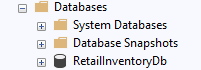 Databases
System Databases
Database Snapshots
RetailInventoryDb